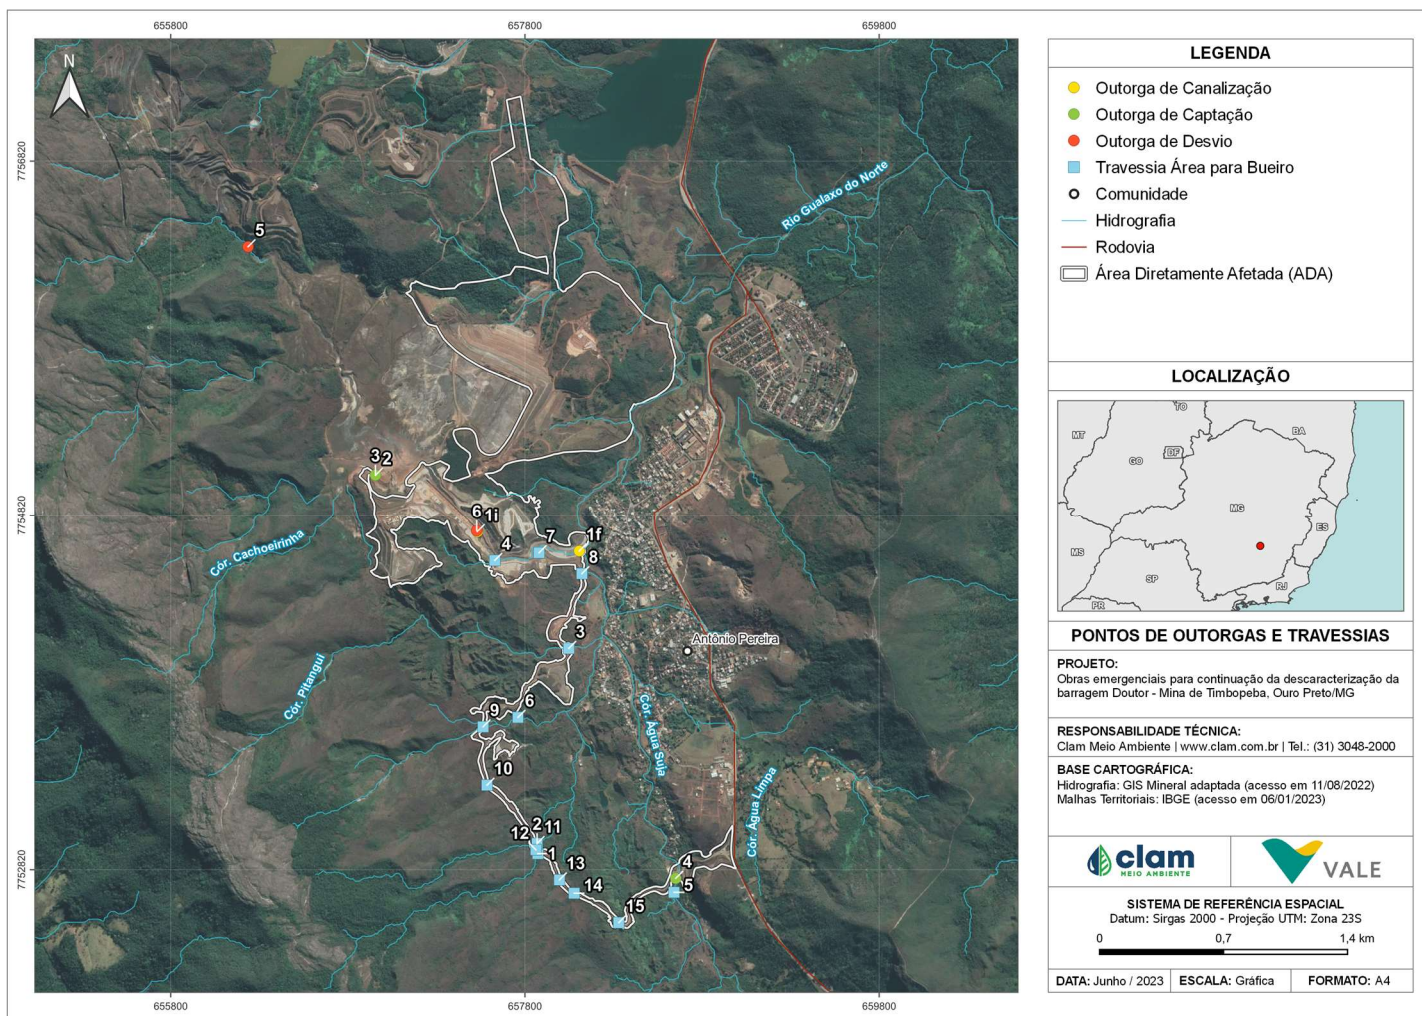 655800
657800
659800
7756820
7754820
7752820
N
Rio Gualaxo do Norte
5
3
2
6
1i
4
7
1f
8
Cór. Cachoeirinha
3
Antônio Pereira
Cór. Pitangui
9
6
Cór. Água Suja
10
Cór. Água Limpa
2
11
12
1
13
14
4
5
15
655800
657800
659800
LEGENDA
Outorga de Canalização
Outorga de Captação
Outorga de Desvio
Travessia Área para Bueiro
Comunidade
Hidrografia
Rodovia
Área Diretamente Afetada (ADA)
LOCALIZAÇÃO
TO
MT
BA
DF
GO
MG
ES
MS
SP
RJ
PR
PONTOS DE OUTORGAS E TRAVESSIAS
PROJETO:
Obras emergenciais para continuação da descaracterização da
barragem Doutor - Mina de Timbopeba, Ouro Preto/MG
RESPONSABILIDADE TÉCNICA:
Clam Meio Ambiente | www.clam.com.br | Tel.: (31) 3048-2000
BASE CARTOGRÁFICA:
Hidrografia: GIS Mineral adaptada (acesso em 11/08/2022)
Malhas Territoriais: IBGE (acesso em 06/01/2023)
clam
MEIO AMBIENTE
VALE
SISTEMA DE REFERÊNCIA ESPACIAL
Datum: Sirgas 2000 - Projeção UTM: Zona 23S
0 0,7 1,4 km
DATA: Junho / 2023 ESCALA: Gráfica FORMATO: A4